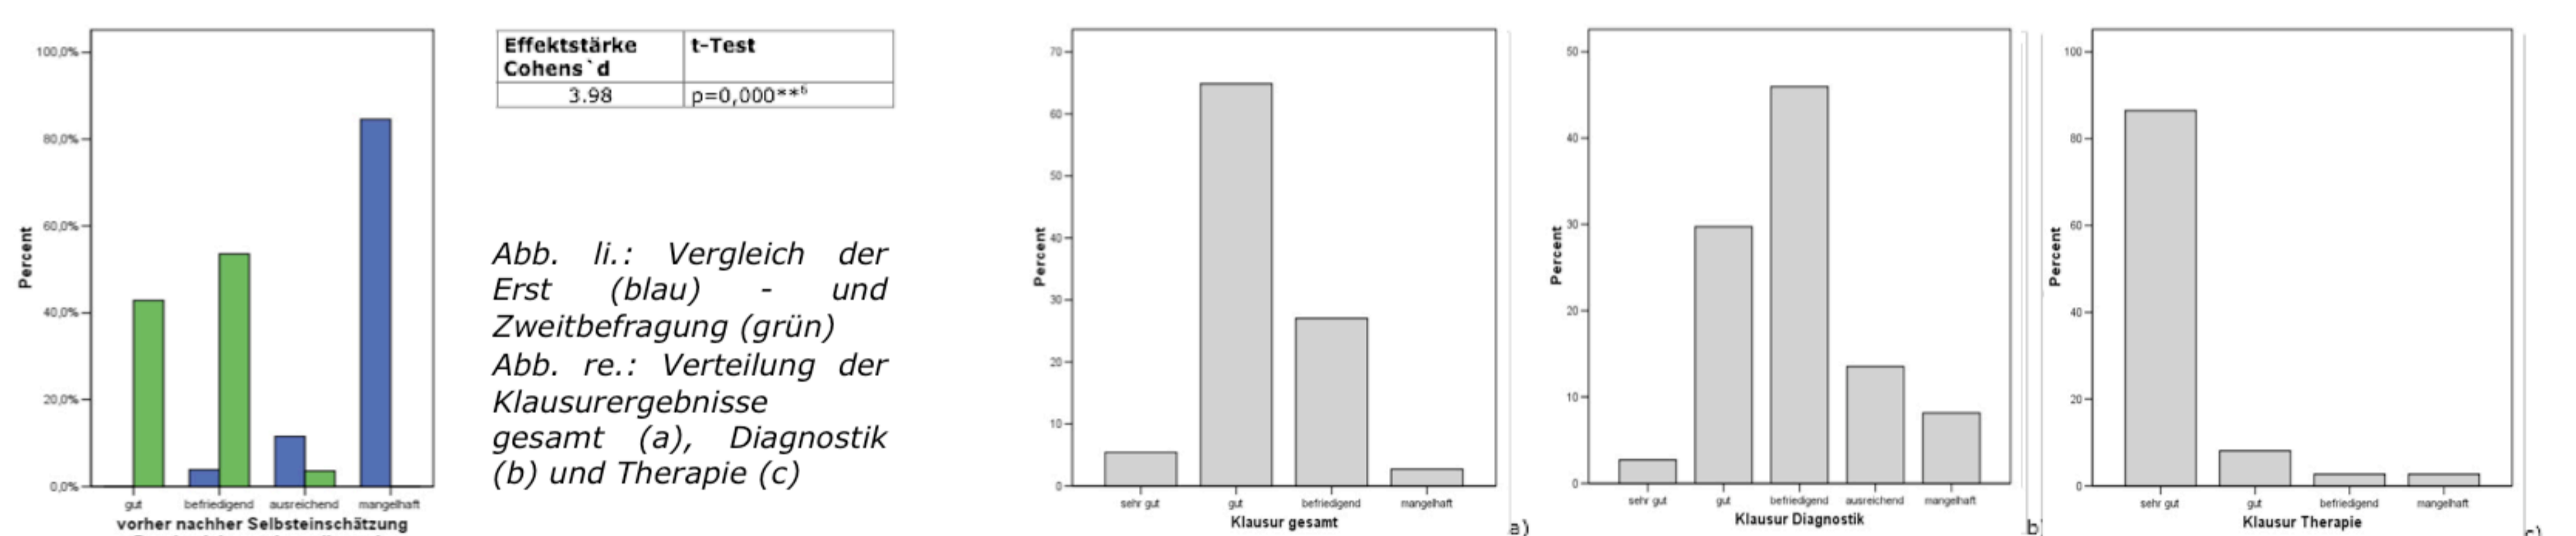 100,0%
80,0%
60,0%
40,0%
20,0%
0,0%
Percent
gut befriedigend ausreichend mangelhaft
vorher nachher Selbsteinschätzung
Effektstärke Cohens`d
t-Test
3.98
p=0,000**⁶
Abb. li.: Vergleich der
Erst (blau) - und
Zweitbefragung (grün)
Abb. re.: Verteilung der
Klausurergebnisse
gesamt (a), Diagnostik
(b) und Therapie (c)
70
60
50
40
30
20
10
0
Percent
sehr gut gut befriedigend mangelhaft
Klausur gesamt
a)
50
40
30
20
10
0
Percent
sehr gut gut befriedigend ausreichend mangelhaft
Klausur Diagnostik
b)
100
80
60
40
20
0
Percent
sehr gut gut befriedigend mangelhaft
Klausur Therapie
c)